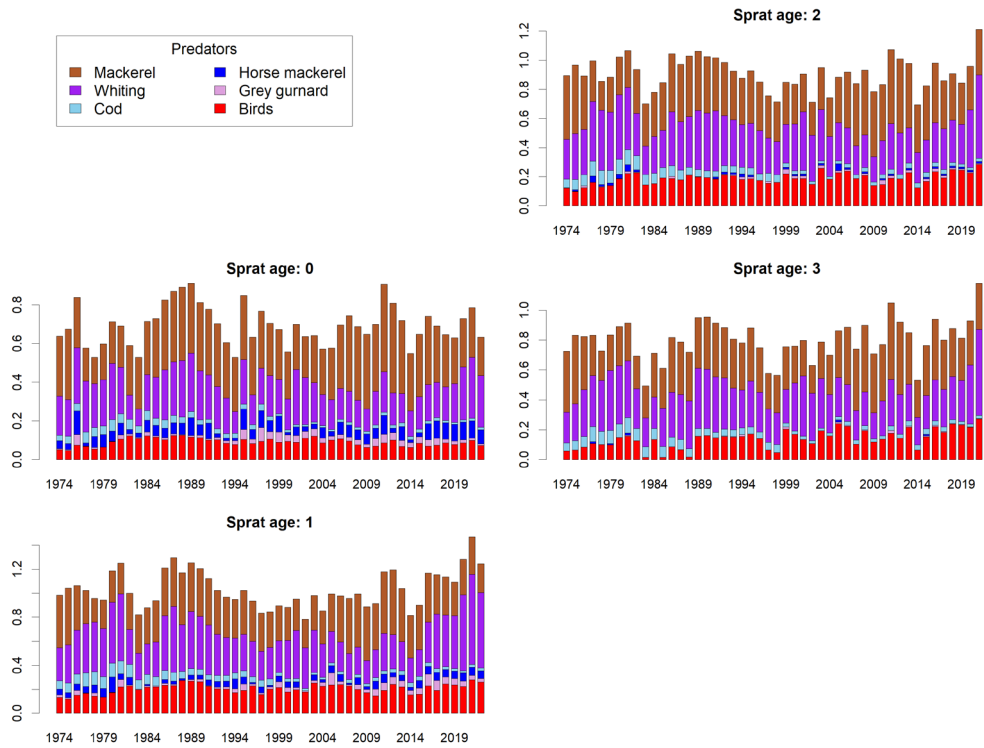 Predators
Mackerel Horse mackerel
Whiting Grey gurnard
Cod Birds
Sprat age: 2
0.0 0.2 0.4 0.6 0.8 1.0 1.2
1974 1979 1984 1989 1994 1999 2004 2009 2014 2019
Sprat age: 0
0.0 0.2 0.4 0.6 0.8
1974 1979 1984 1989 1994 1999 2004 2009 2014 2019
Sprat age: 3
0.0 0.2 0.4 0.6 0.8 1.0
1974 1979 1984 1989 1994 1999 2004 2009 2014 2019
Sprat age: 1
0.0 0.4 0.8 1.2
1974 1979 1984 1989 1994 1999 2004 2009 2014 2019